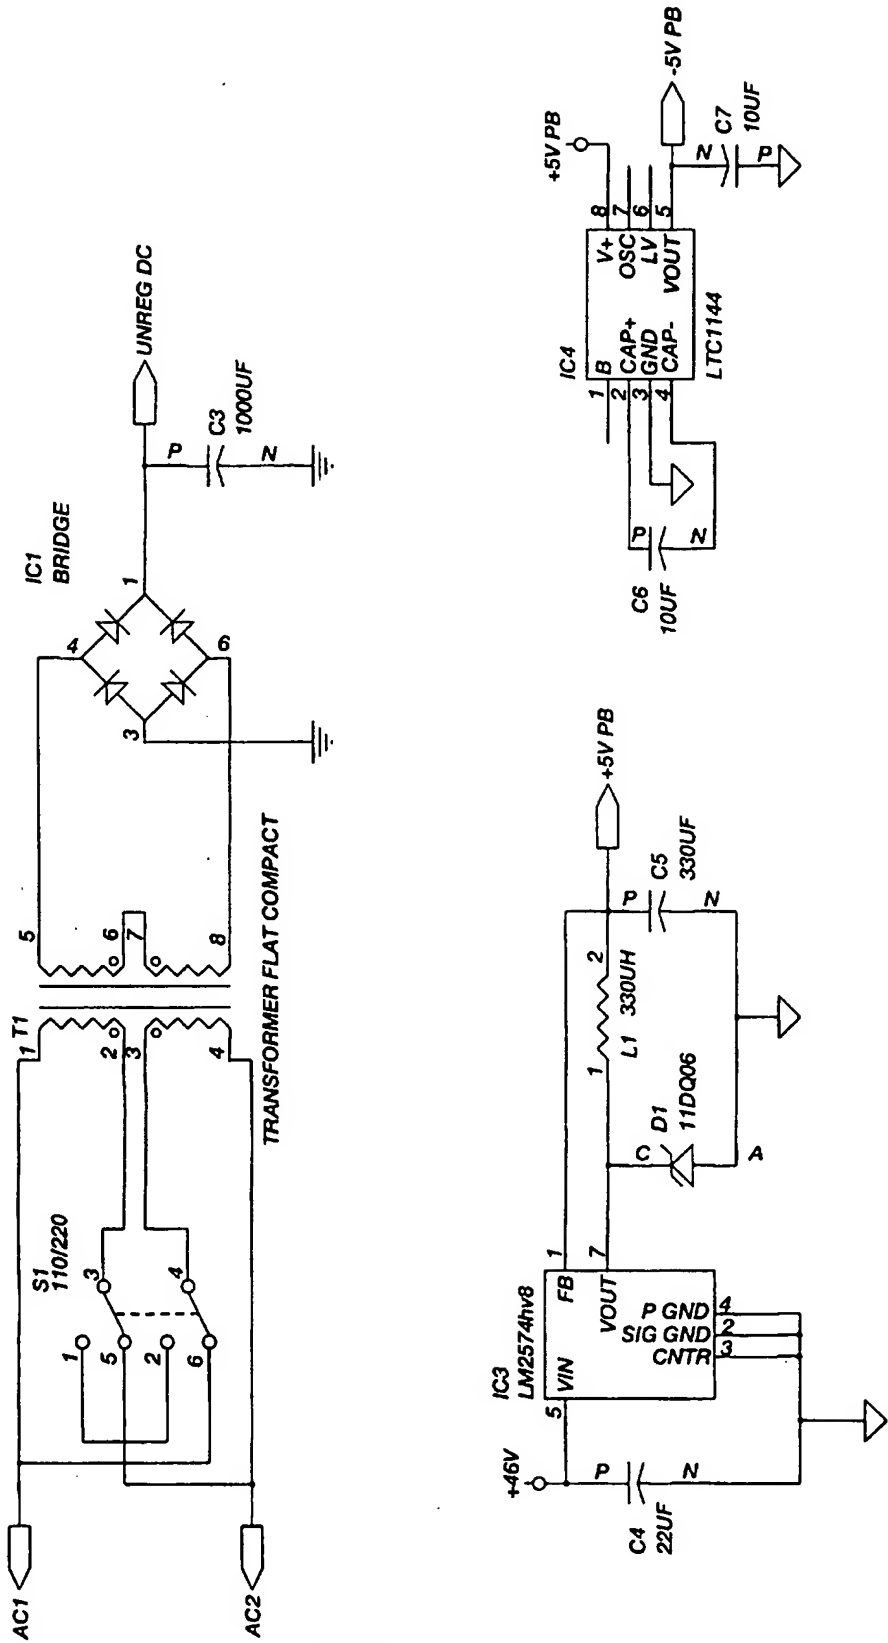 AC1
AC2
S1
110/220
1
5
2
6
3
4
T1
1
2
3
4
5
6
7
8
TRANSFORMER FLAT COMPACT
IC1
BRIDGE
4
1
3
6
UNREG DC
P
N
C3
1000UF
+46V
P
N
C4
22UF
IC3
LM2574hv8
5
VIN
FB
VOUT
P GND
SIG GND
CNTR
1
7
4
2
3
C
A
D1
11DQ06
1
2
L1 330UH
P
N
C5
330UF
+5V PB
C6
10UF
P
N
IC4
1
2
3
4
B
CAP+
GND
CAP-
V+
OSC
LV
VOUT
8
7
6
5
LTC1144
+5V PB
-5V PB
N
P
C7
10UF